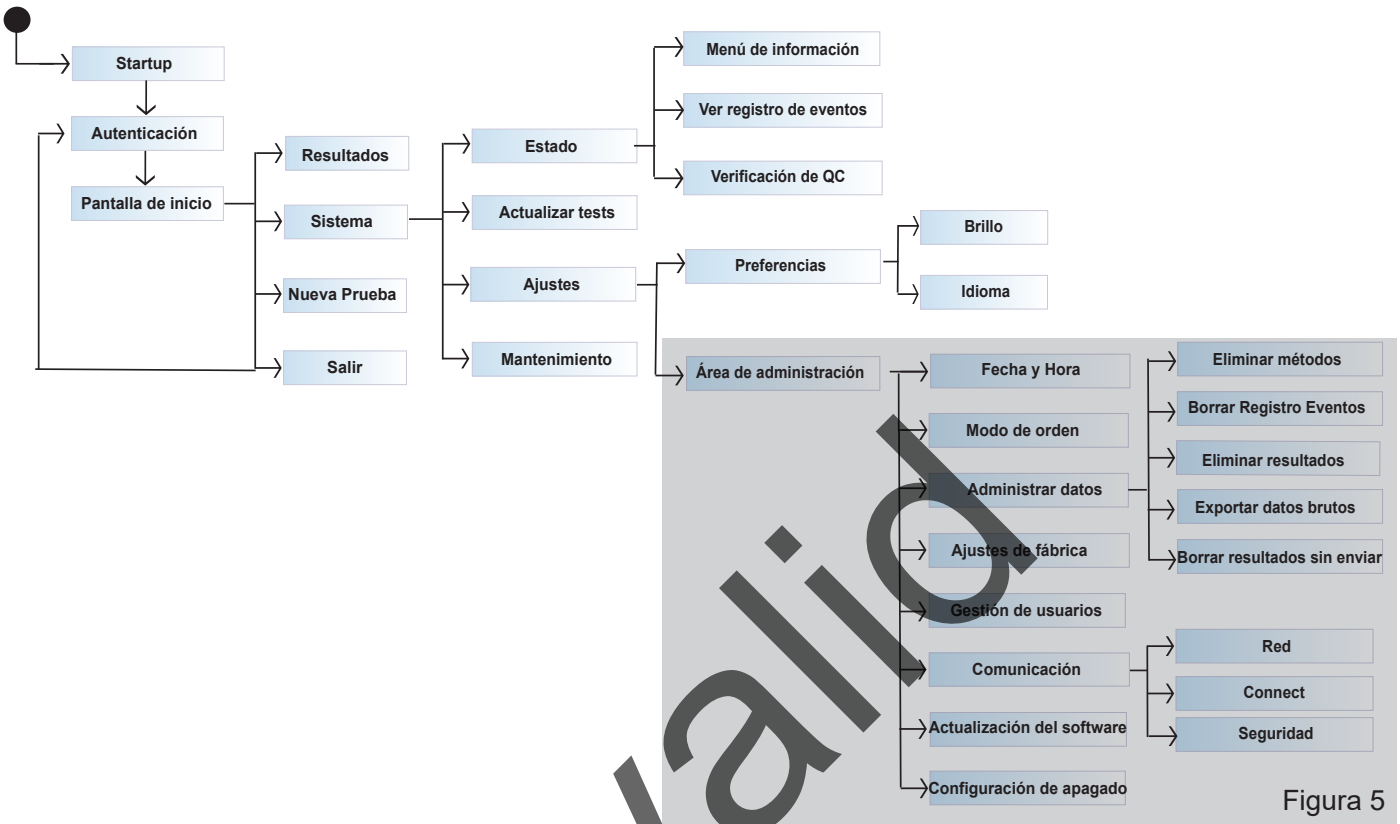 Startup
Autenticación
Pantalla de inicio
Resultados
Sistema
Nueva Prueba
Salir
Estado
Actualizar tests
Ajustes
Mantenimiento
Menú de información
Ver registro de eventos
Verificación de QC
Preferencias
Brillo
Idioma
Área de administración
Fecha y Hora
Modo de orden
Administrar datos
Ajustes de fábrica
Gestión de usuarios
Comunicación
Actualización del software
Configuración de apagado
Eliminar métodos
Borrar Registro Eventos
Eliminar resultados
Exportar datos brutos
Borrar resultados sin enviar
Red
Connect
Seguridad
Figura 5
valid